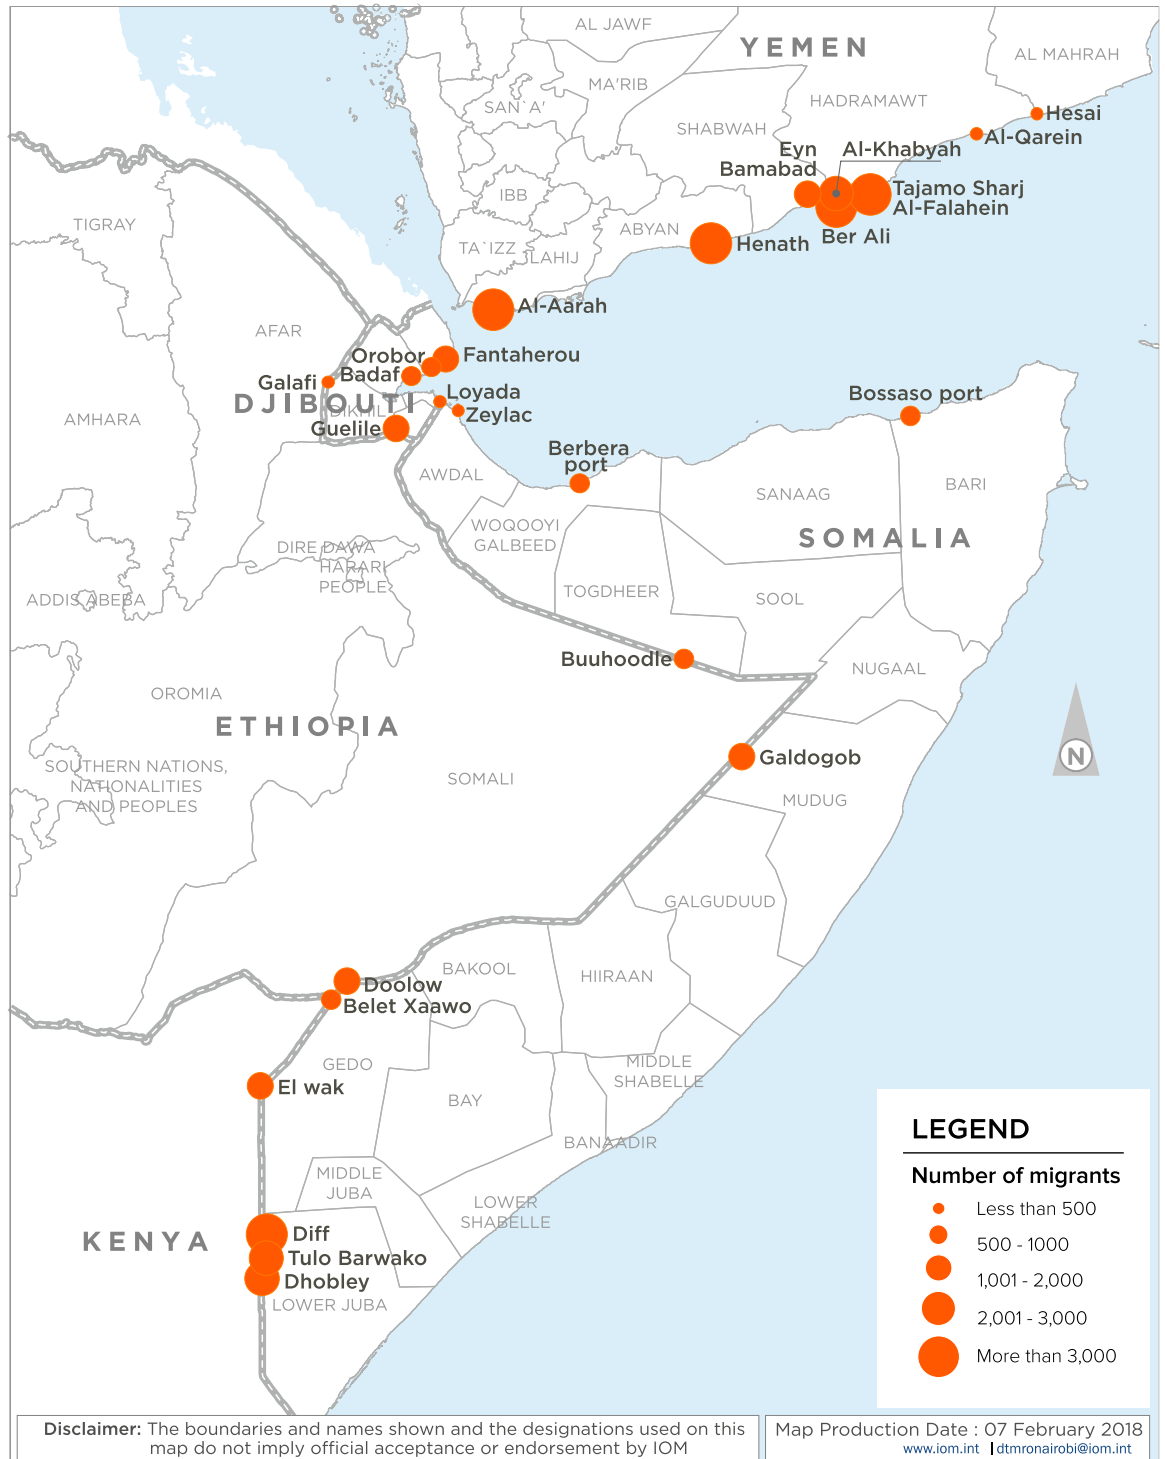 AL JAWF
YEMEN
AL MAHRAH
MA'RIB
SAN`A'
HADRAMAWT
SHABWAH
Hesai
Al-Qarein
Eyn
Bamabad
Al-Khabyah
Tajamo Sharj
Al-Falahein
Ber Ali
IBB
ABYAN
Henath
TA`IZZ
LAHIJ
TIGRAY
Al-Aarah
AFAR
Orobor
Fantaherou
Badaf
Galafi
Loyada
Zeylac
DJIBOUTI
DIKHIL
Guelile
AMHARA
Bossaso port
Berbera
port
AWDAL
SANAAG
BARI
WOQOOYI
GALBEED
SOMALIA
DIRE DAWA
HARARI
PEOPLE
ADDIS ABEBA
TOGDHEER
SOOL
Buuhoodle
NUGAAL
OROMIA
ETHIOPIA
SOUTHERN NATIONS,
NATIONALITIES
AND PEOPLES
SOMALI
Galdogob
MUDUG
N
GALGUDUUD
BAKOOL
HIIRAAN
Doolow
Belet Xaawo
GEDO
MIDDLE
SHABELLE
El wak
BAY
BANAADIR
MIDDLE
JUBA
LOWER
SHABELLE
KENYA
Diff
Tulo Barwako
Dhobley
LOWER JUBA
LEGEND
Number of migrants
Less than 500
500 - 1000
1,001 - 2,000
2,001 - 3,000
More than 3,000
Disclaimer: The boundaries and names shown and the designations used on this
map do not imply official acceptance or endorsement by IOM
Map Production Date : 07 February 2018
www.iom.int | dtmronairobi@iom.int